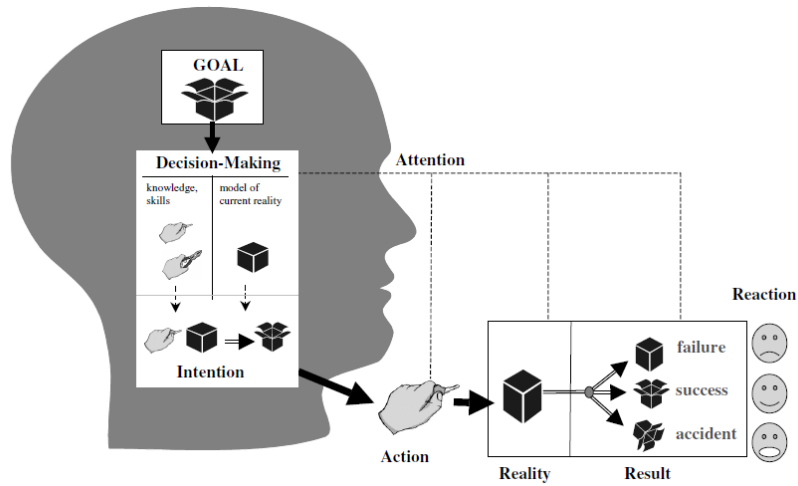 GOAL
Decision-Making
knowledge,
skills
model of
current reality
Intention
Attention
Action
Reaction
failure
success
accident
Reality
Result